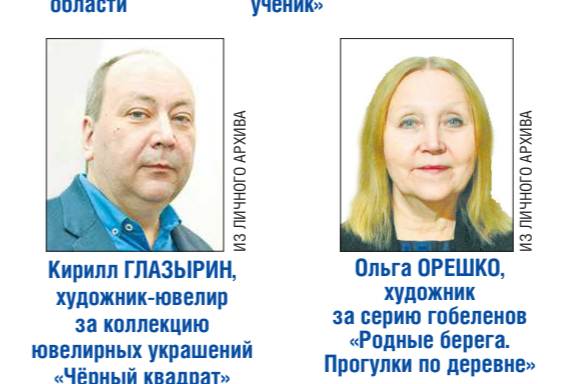 области
ученик»
ИЗ ЛИЧНОГО АРХИВА
Кирилл ГЛАЗЫРИН,
художник-ювелир
за коллекцию
ювелирных украшений
«Чёрный квадрат»
ИЗ ЛИЧНОГО АРХИВА
Ольга ОРЕШКО,
художник
за серию гобеленов
«Родные берега.
Прогулки по деревне»